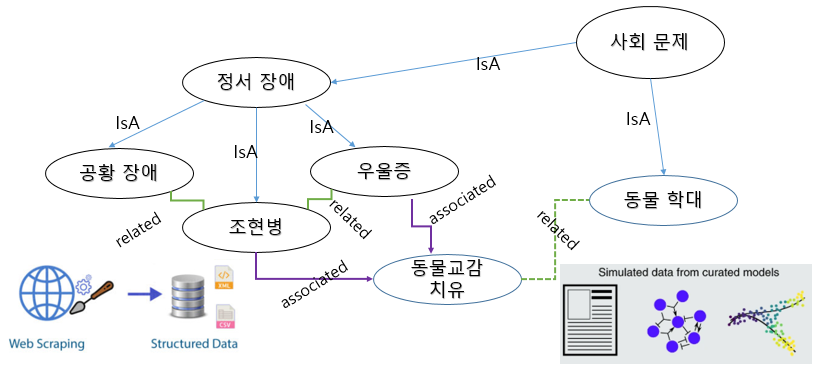 사회 문제
IsA
정서 장애
IsA
IsA
IsA
IsA
공황 장애
우울증
동물 학대
related
조현병
related
associated
related
associated
동물교감
치유
Simulated data from curated models
XML
CSV
Web Scraping
Structured Data